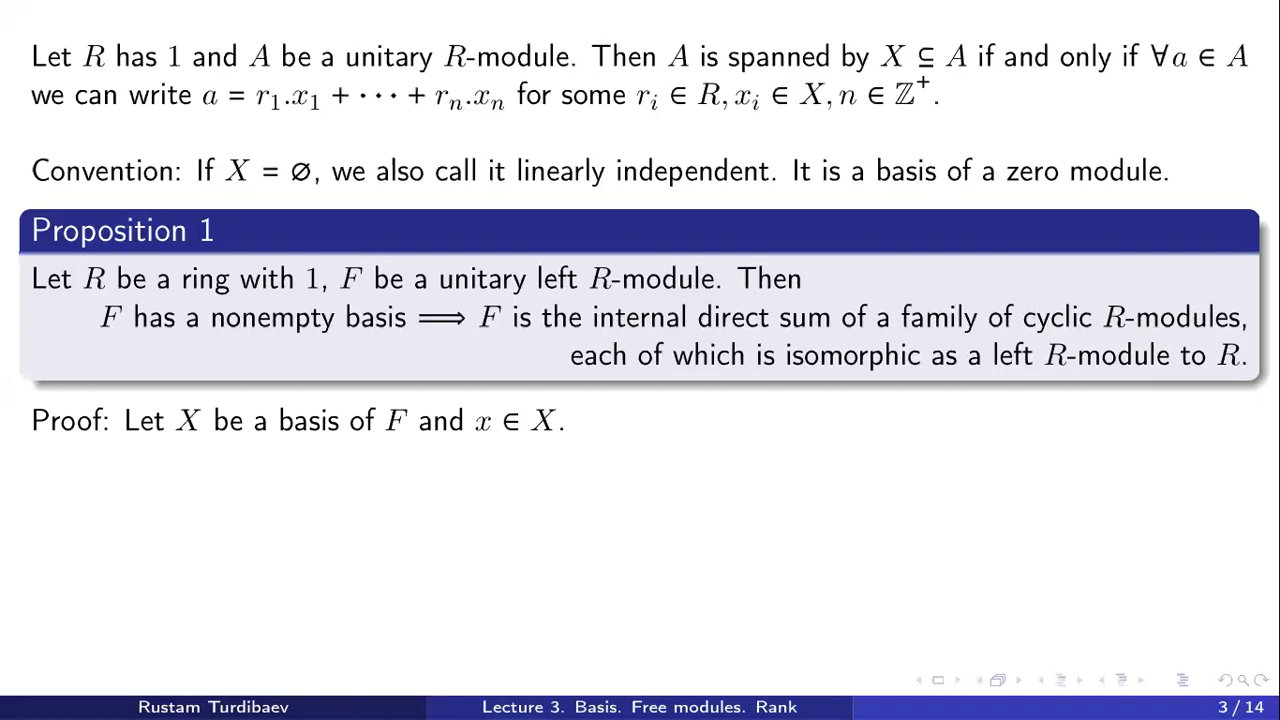 Let R has 1 and A be a unitary R-module. Then A is spanned by X ⊆ A if and only if ∀a ∈ A
we can write a = r₁.x₁ + ⋯ + rₙ.xₙ for some rᵢ ∈ R, xᵢ ∈ X, n ∈ ℤ⁺.
Convention: If X = ∅, we also call it linearly independent. It is a basis of a zero module.
Proposition 1
Let R be a ring with 1, F be a unitary left R-module. Then
F has a nonempty basis ⟹ F is the internal direct sum of a family of cyclic R-modules,
each of which is isomorphic as a left R-module to R.
Proof: Let X be a basis of F and x ∈ X.
Rustam Turdibaev Lecture 3. Basis. Free modules. Rank 3 / 14